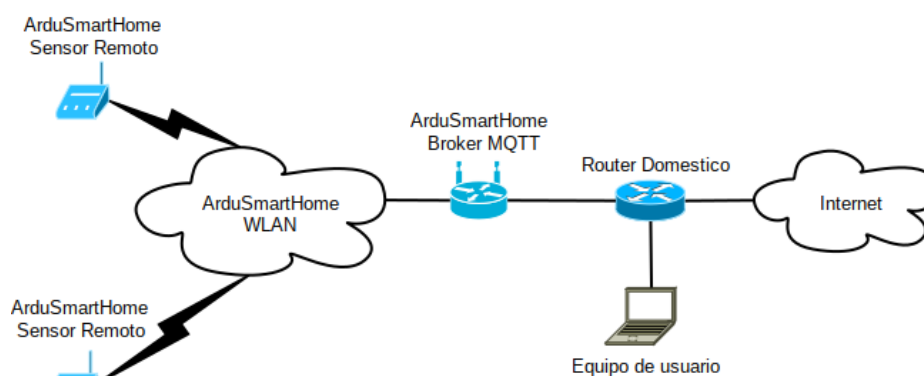 ArduSmartHome
Sensor Remoto
ArduSmartHome
Broker MQTT
Router Domestico
ArduSmartHome
WLAN
Internet
ArduSmartHome
Sensor Remoto
Equipo de usuario